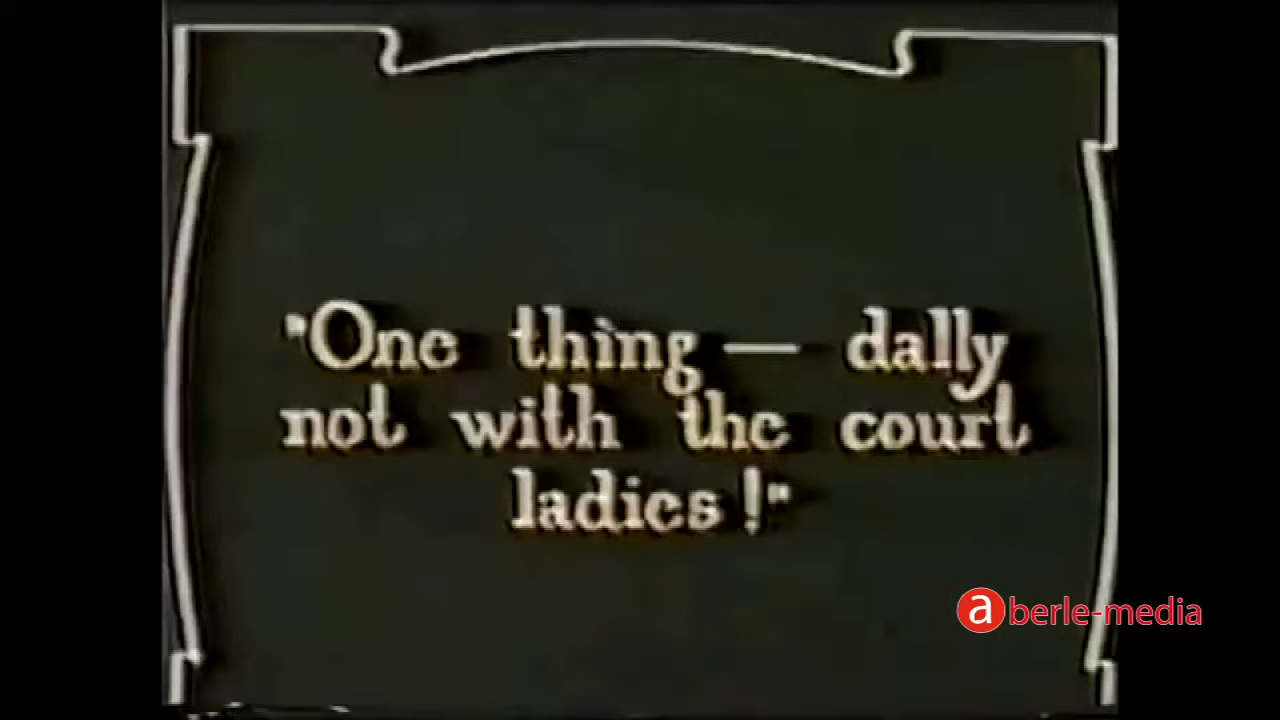 "One thing — dally
not with the court
ladies!"
aberle-media